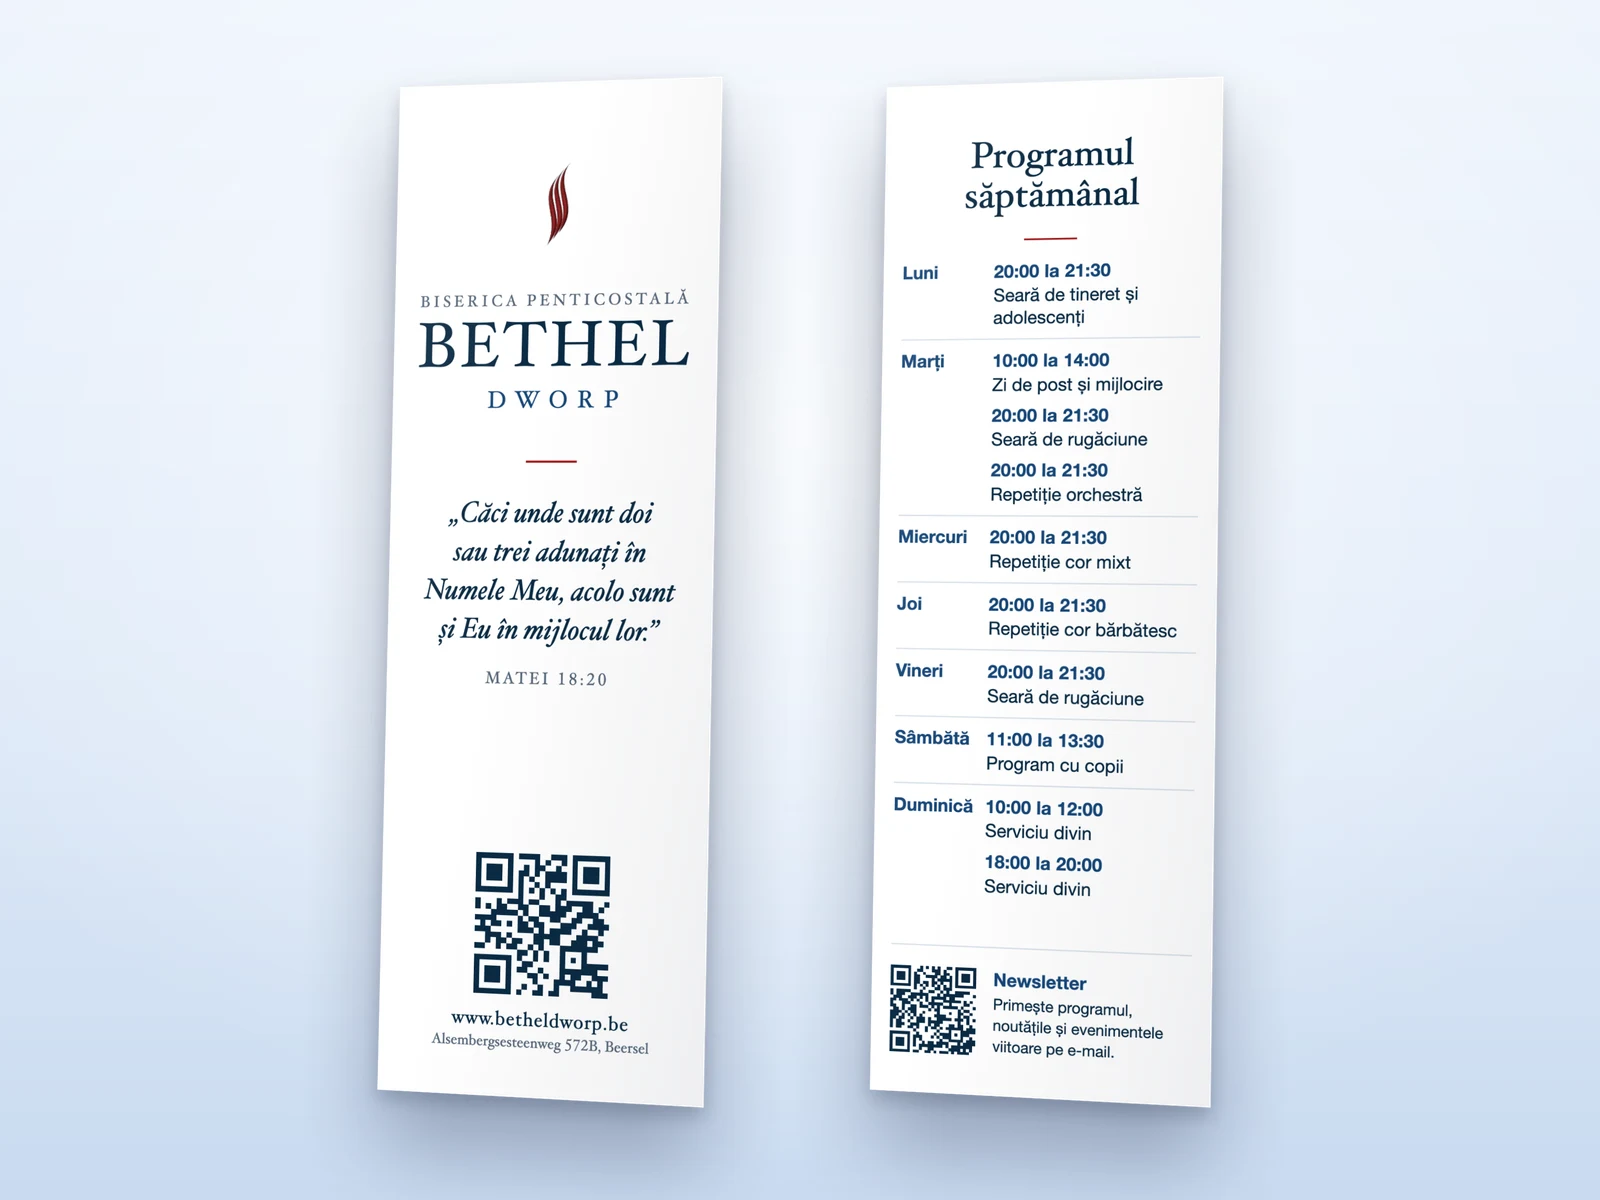 BISERICA PENTICOSTALĂ
BETHEL
DWORP
„Căci unde sunt doi
sau trei adunați în
Numele Meu, acolo sunt
și Eu în mijlocul lor.”
MATEI 18:20
www.betheldworp.be
Alsembergsesteenweg 572B, Beersel
Programul
săptămânal
Luni 20:00 la 21:30
Seară de tineret și
adolescenți
Marți 10:00 la 14:00
Zi de post și mijlocire
20:00 la 21:30
Seară de rugăciune
20:00 la 21:30
Repetiție orchestră
Miercuri 20:00 la 21:30
Repetiție cor mixt
Joi 20:00 la 21:30
Repetiție cor bărbătesc
Vineri 20:00 la 21:30
Seară de rugăciune
Sâmbătă 11:00 la 13:30
Program cu copii
Duminică 10:00 la 12:00
Serviciu divin
18:00 la 20:00
Serviciu divin
Newsletter
Primește programul,
noutățile și evenimentele
viitoare pe e-mail.